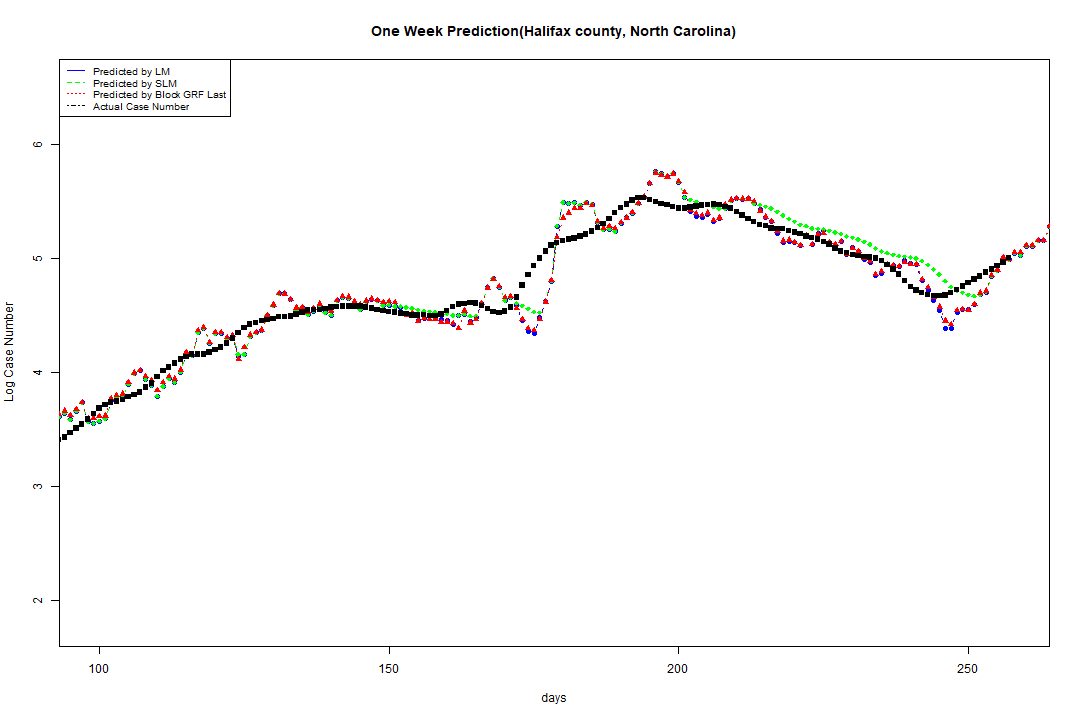 One Week Prediction(Halifax county, North Carolina)
Predicted by LM
Predicted by SLM
Predicted by Block GRF Last
Actual Case Number
6
5
4
3
2
Log Case Number
100 150 200 250
days